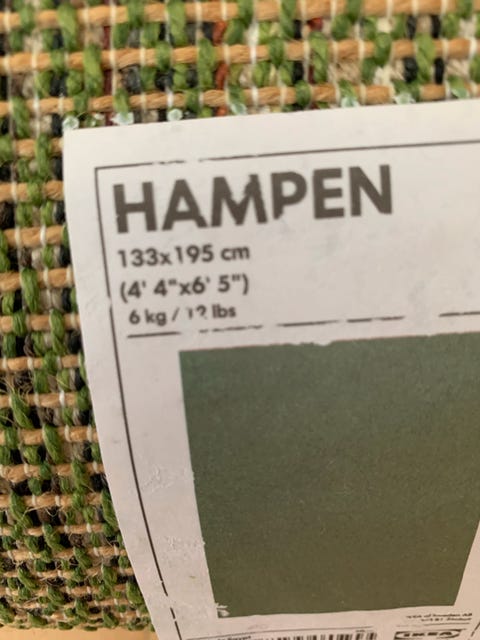 HAMPEN
133x195 cm
(4' 4"x6' 5")
6 kg / 12 lbs